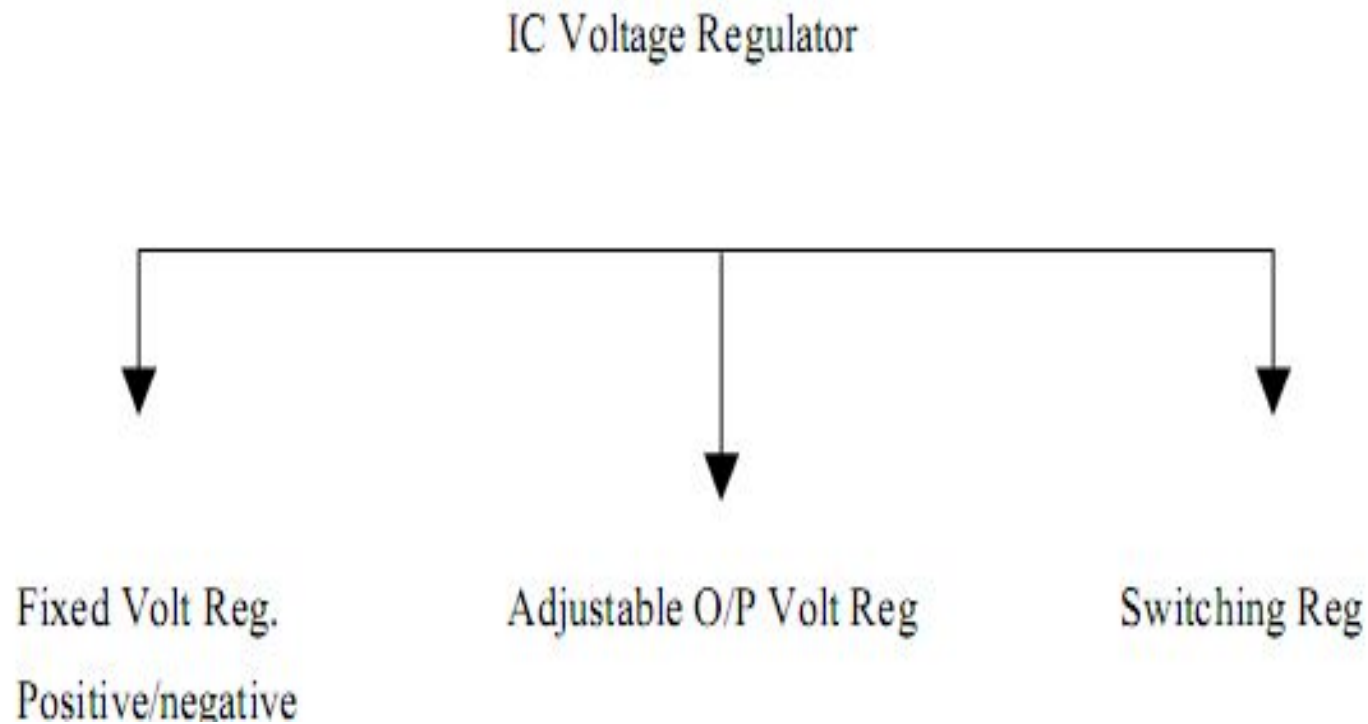 IC Voltage Regulator
Fixed Volt Reg.
Adjustable O/P Volt Reg
Switching Reg
Positive/negative